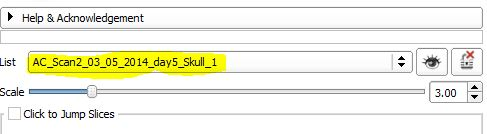 Help & Acknowledgement
List AC_Scan2_03_05_2014_day5_Skull_1
Scale 3.00
Click to Jump Slices